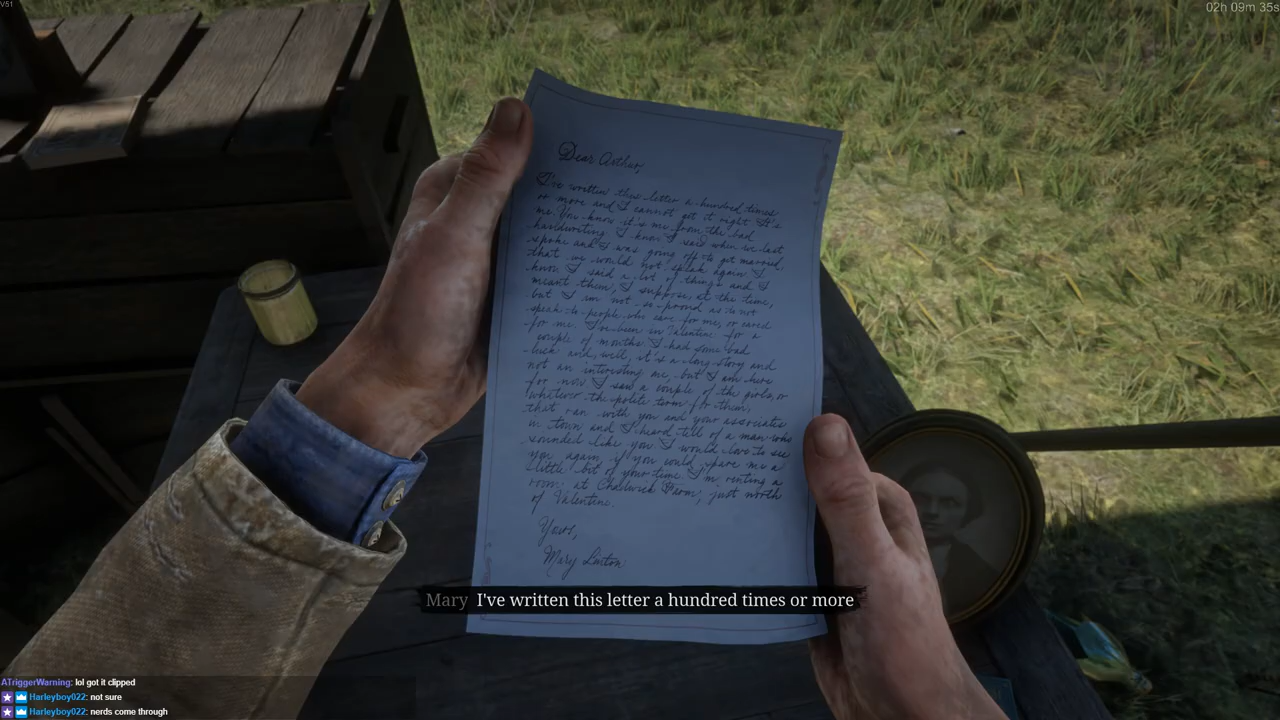 V51
02h 09m 35s
Dear Arthur,
I've written this letter a hundred times
or more and I cannot get it right. It's
me. You know it's me from the bad
handwriting. I know I said when we last
spoke and I was going off to get married,
that we would not speak again. I
know I said a lot of things and I
meant them, I suppose, at the time,
but I am not so proud as to not
speak to people who care for me, or cared
for me. I've been in Valentine for a
couple of months. I had some bad
luck and, well, it's a long story and
not an interesting one, but I am here
for now. I saw a couple of the girls, or
whatever the polite term for them,
that ran with you and your associates
in town and I heard tell of a man who
sounded like you. I would love to see
you again, if you could spare me a
little bit of your time. I'm renting a
room at Chadwick Farm, just north
of Valentine.
Yours,
Mary Linton
Mary I've written this letter a hundred times or more
ATriggerWarning: lol got it clipped
Harleyboy022: not sure
Harleyboy022: nerds come through